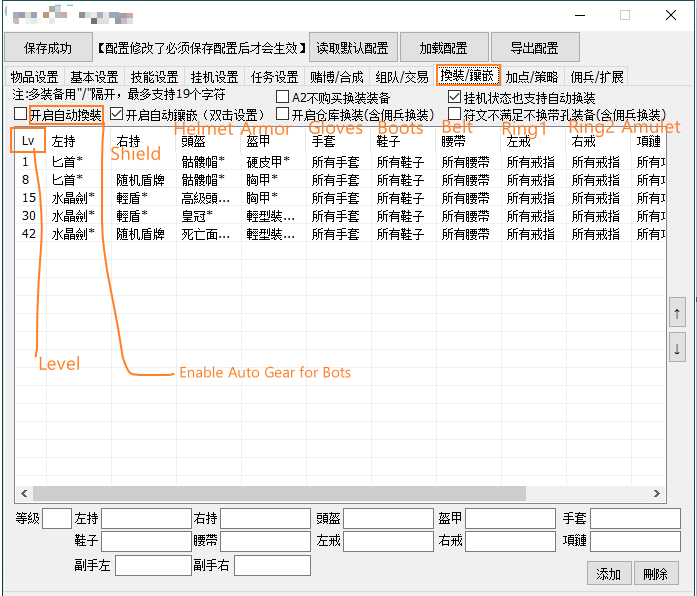 保存成功 【配置修改了必须保存配置后才会生效】 读取默认配置 加载配置 导出配置
物品设置 基本设置 技能设置 挂机设置 任务设置 赌博/合成 组队/交易 換裝/鑲嵌 加点/策略 佣兵/扩展
注:多装备用"/"隔开，最多支持19个字符 A2不购买换装装备 挂机状态也支持自动换装
开启自动換裝 开启自动鑲嵌（双击设置） 开启仓库换装(含佣兵换装) 符文不满足不换带孔装备(含佣兵换装)
Helmet Armor Gloves Boots Belt Ring1 Ring2 Amulet
Lv 左持 右持 頭盔 盔甲 手套 鞋子 腰帶 左戒 右戒 項鏈
Shield
1 匕首* 骷髏帽* 硬皮甲* 所有手套 所有鞋子 所有腰帶 所有戒指 所有戒指 所有项
8 匕首* 随机盾牌 骷髏帽* 胸甲* 所有手套 所有鞋子 所有腰帶 所有戒指 所有戒指 所有项
15 水晶劍* 輕盾* 高級頭... 胸甲* 所有手套 所有鞋子 所有腰帶 所有戒指 所有戒指 所有项
30 水晶劍* 輕盾* 皇冠* 輕型裝... 所有手套 所有鞋子 所有腰帶 所有戒指 所有戒指 所有项
42 水晶劍* 随机盾牌 死亡面... 輕型裝... 所有手套 所有鞋子 所有腰帶 所有戒指 所有戒指 所有项
Level
Enable Auto Gear for Bots
↑
↓
等級 左持 右持 頭盔 盔甲 手套
鞋子 腰帶 左戒 右戒 項鏈
副手左 副手右
添加 刪除